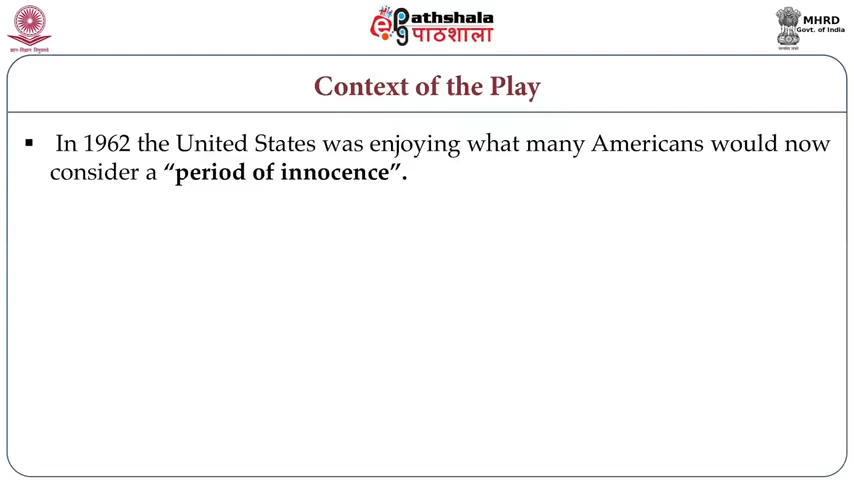 ePathshala
पाठशाला
MHRD
Govt. of India
Context of the Play
▪ In 1962 the United States was enjoying what many Americans would now
consider a “period of innocence”.